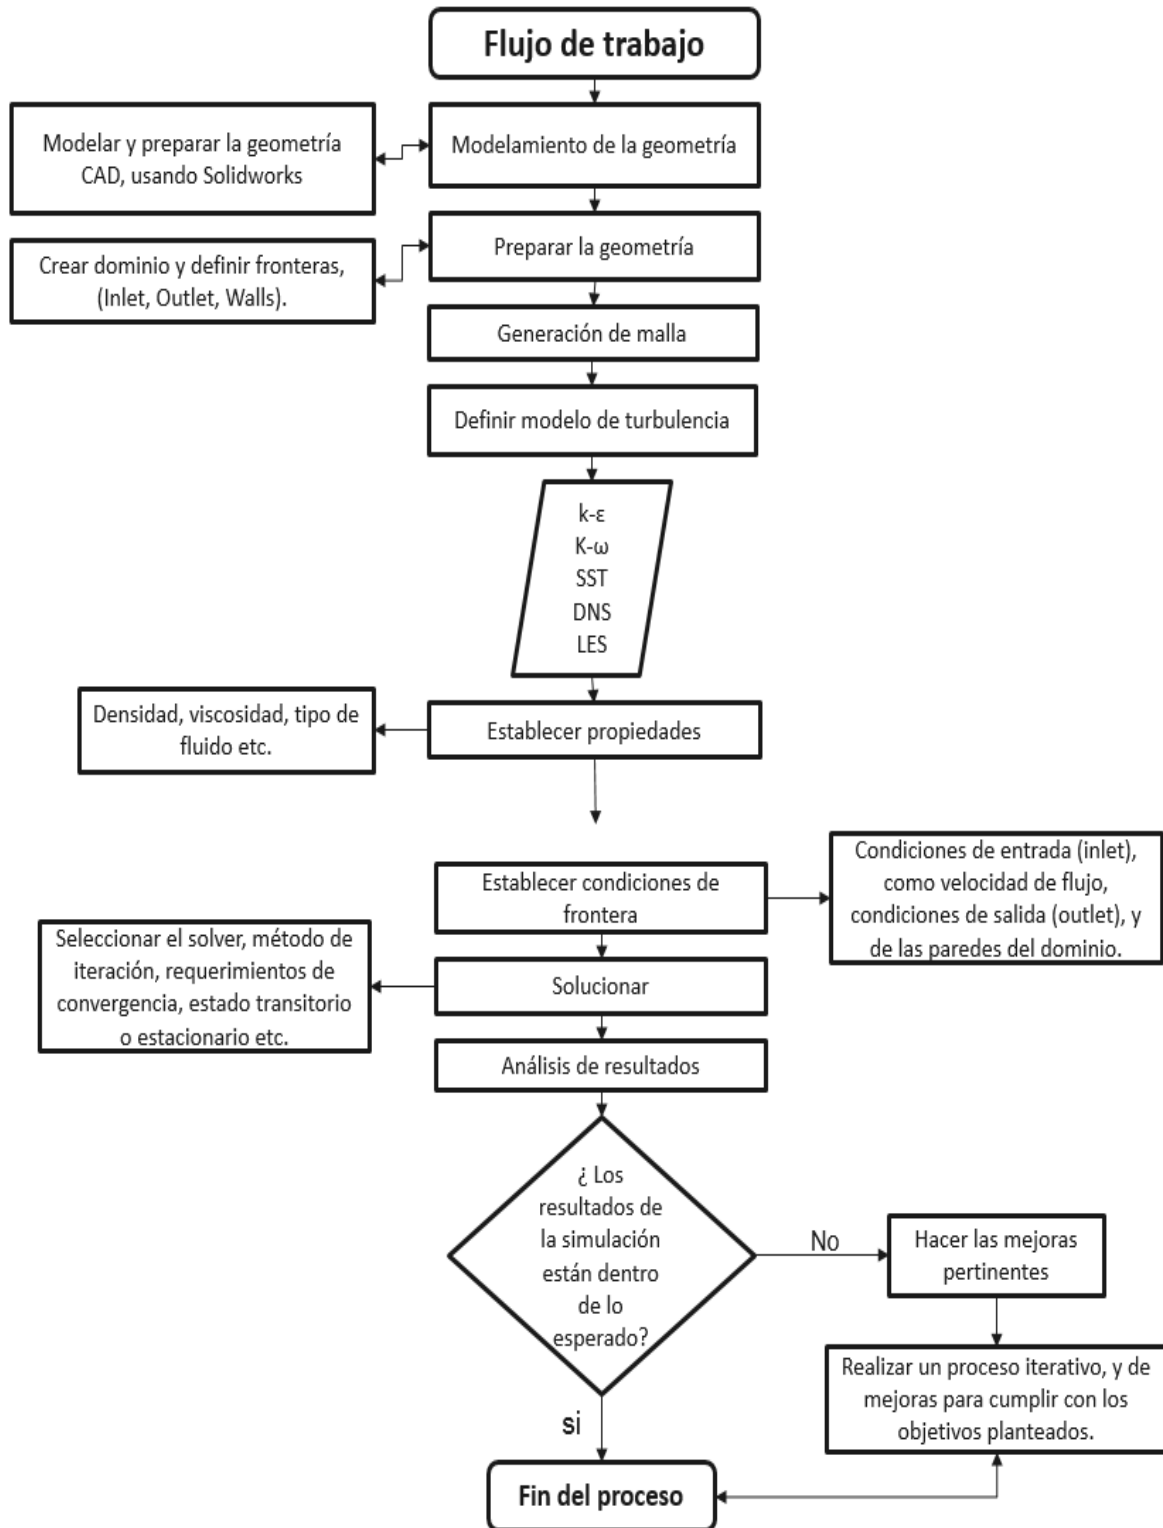 Flujo de trabajo
Modelar y preparar la geometría
CAD, usando Solidworks
Modelamiento de la geometría
Crear dominio y definir fronteras,
(Inlet, Outlet, Walls).
Preparar la geometría
Generación de malla
Definir modelo de turbulencia
k-ε
K-ω
SST
DNS
LES
Densidad, viscosidad, tipo de
fluido etc.
Establecer propiedades
Establecer condiciones de
frontera
Condiciones de entrada (inlet),
como velocidad de flujo,
condiciones de salida (outlet), y
de las paredes del dominio.
Seleccionar el solver, método de
iteración, requerimientos de
convergencia, estado transitorio
o estacionario etc.
Solucionar
Análisis de resultados
¿ Los
resultados de
la simulación
están dentro
de lo
esperado?
No
Hacer las mejoras
pertinentes
Realizar un proceso iterativo, y de
mejoras para cumplir con los
objetivos planteados.
si
Fin del proceso